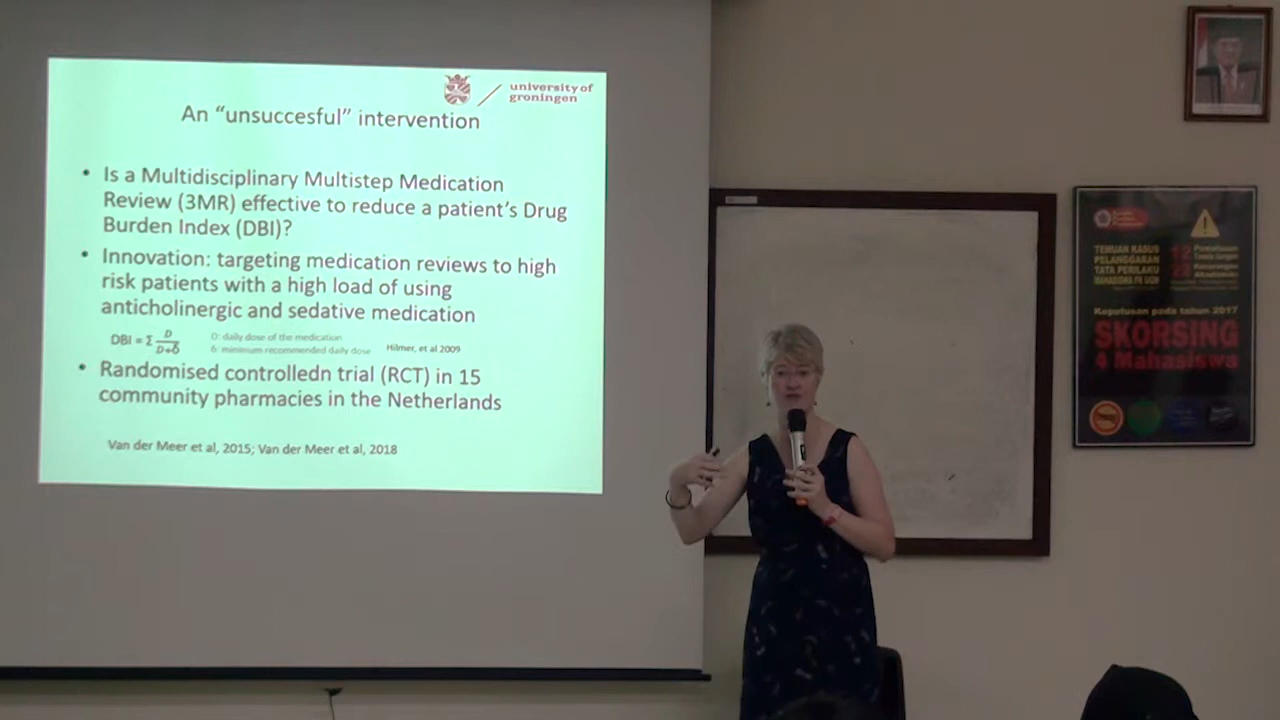 university of
groningen
An “unsuccesful” intervention
• Is a Multidisciplinary Multistep Medication
Review (3MR) effective to reduce a patient’s Drug
Burden Index (DBI)?
• Innovation: targeting medication reviews to high
risk patients with a high load of using
anticholinergic and sedative medication
DBI = Σ D/D+δ
D: daily dose of the medication
δ: minimum recommended daily dose
Hilmer, et al 2009
• Randomised controlledn trial (RCT) in 15
community pharmacies in the Netherlands
Van der Meer et al, 2015; Van der Meer et al, 2018
TEMUAN KASUS
PELANGGARAN
TATA PERILAKU
MAHASISWA
12
Keputusan pada tahun 2017
SKORSING
4 Mahasiswa